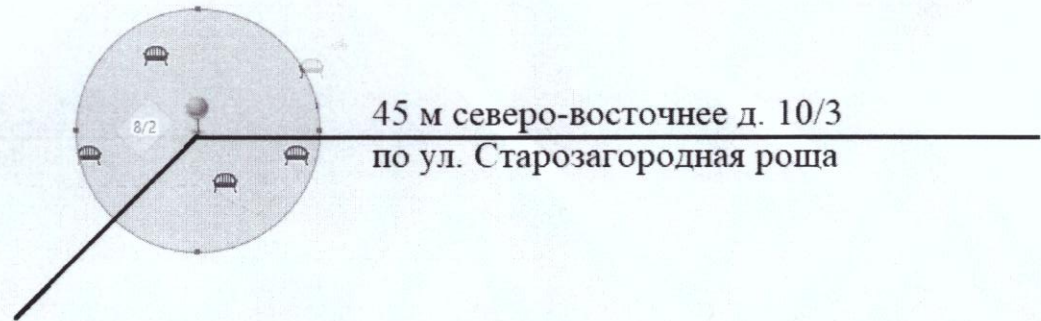 45 м северо-восточнее д. 10/3
8/2
по ул. Старозагородная роща